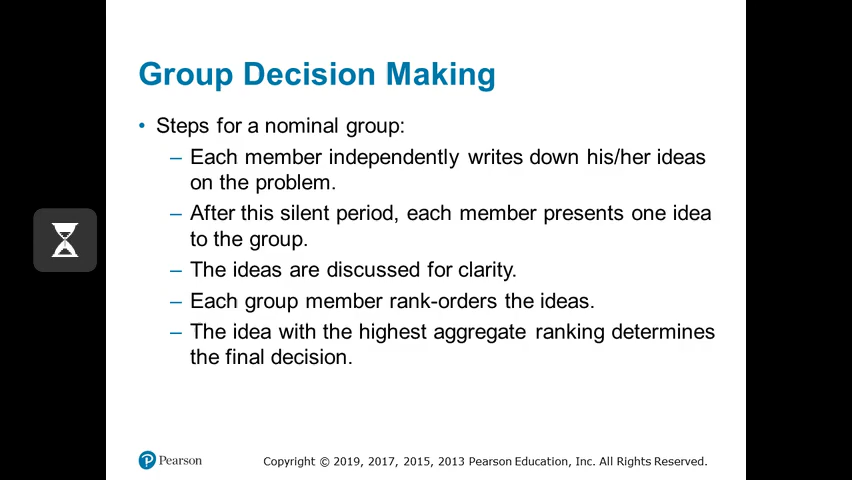 Group Decision Making
• Steps for a nominal group:
– Each member independently writes down his/her ideas
on the problem.
– After this silent period, each member presents one idea
to the group.
– The ideas are discussed for clarity.
– Each group member rank-orders the ideas.
– The idea with the highest aggregate ranking determines
the final decision.
P Pearson
Copyright © 2019, 2017, 2015, 2013 Pearson Education, Inc. All Rights Reserved.